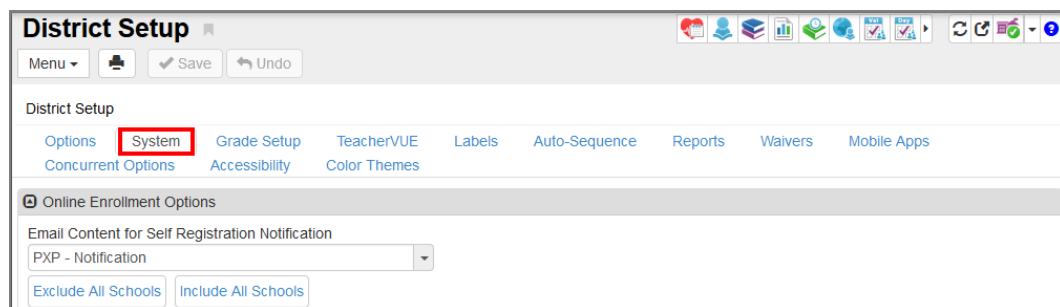 District Setup
Menu Save Undo
District Setup
Options System Grade Setup TeacherVUE Labels Auto-Sequence Reports Waivers Mobile Apps
Concurrent Options Accessibility Color Themes
Online Enrollment Options
Email Content for Self Registration Notification
PXP - Notification
Exclude All Schools Include All Schools